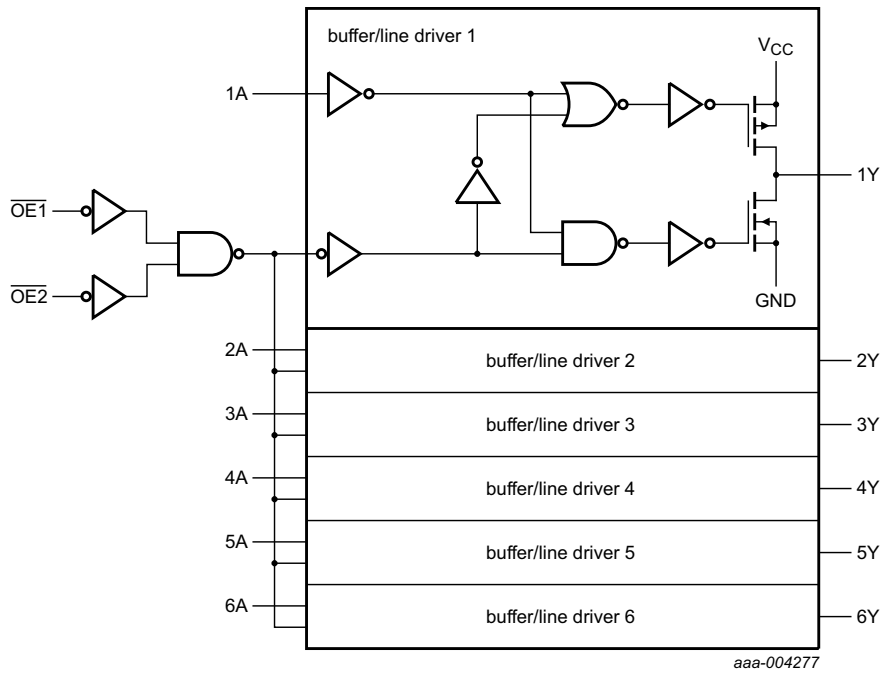 buffer/line driver 1
VCC
1A
1Y
O̅E̅1̅
O̅E̅2̅
GND
2A
buffer/line driver 2
2Y
3A
buffer/line driver 3
3Y
4A
buffer/line driver 4
4Y
5A
buffer/line driver 5
5Y
6A
buffer/line driver 6
6Y
aaa-004277